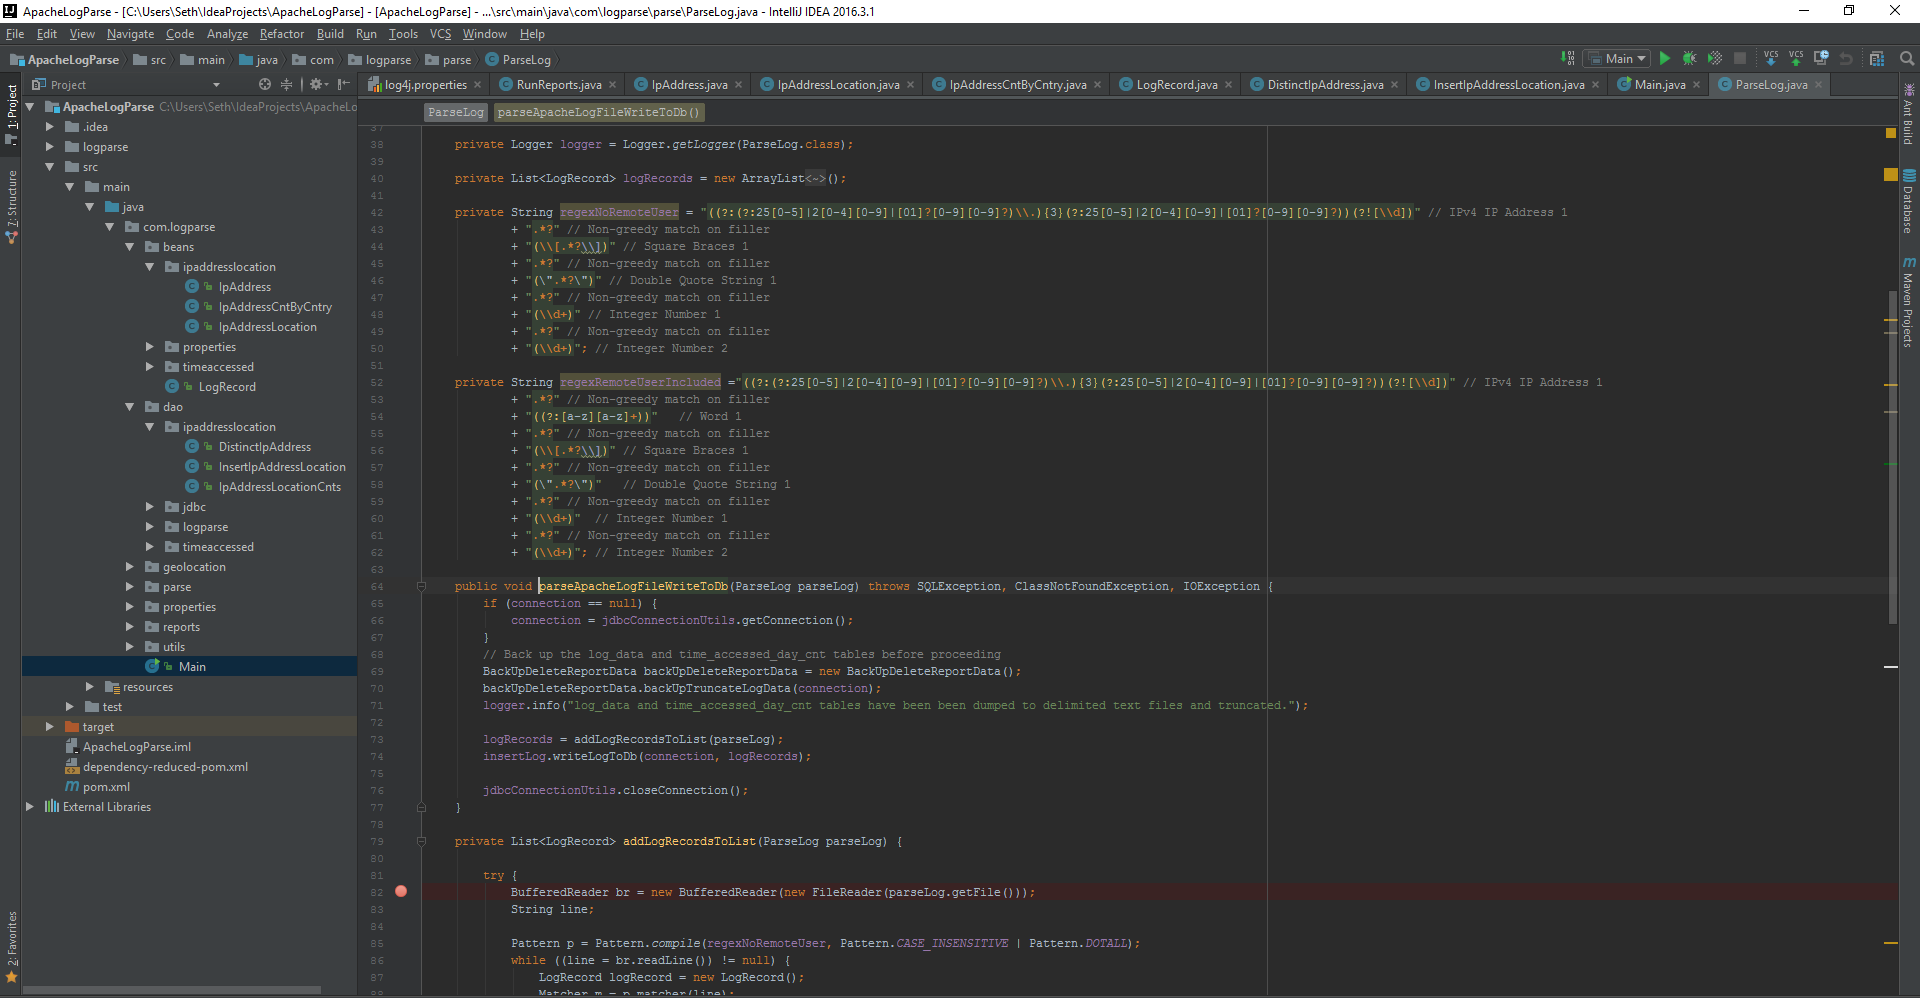 ApacheLogParse - [C:\Users\Seth\IdeaProjects\ApacheLogParse] - [ApacheLogParse] - ...\src\main\java\com\logparse\parse\ParseLog.java - IntelliJ IDEA 2016.3.1
File Edit View Navigate Code Analyze Refactor Build Run Tools VCS Window Help
ApacheLogParse src main java com logparse parse ParseLog
Main
VCS VCS
Project
log4j.properties RunReports.java IpAddress.java IpAddressLocation.java IpAddressCntByCntry.java LogRecord.java DistinctIpAddress.java InsertIpAddressLocation.java Main.java ParseLog.java
1: Project
7: Structure
2: Favorites
ApacheLogParse C:\Users\Seth\IdeaProjects\ApacheLo
.idea
logparse
src
main
java
com.logparse
beans
ipaddresslocation
IpAddress
IpAddressCntByCntry
IpAddressLocation
properties
timeaccessed
LogRecord
dao
ipaddresslocation
DistinctIpAddress
InsertIpAddressLocation
IpAddressLocationCnts
jdbc
logparse
timeaccessed
geolocation
parse
properties
reports
utils
Main
resources
test
target
ApacheLogParse.iml
dependency-reduced-pom.xml
pom.xml
External Libraries
ParseLog parseApacheLogFileWriteToDb()
37
38 private Logger logger = Logger.getLogger(ParseLog.class);
39
40 private List<LogRecord> logRecords = new ArrayList<~>();
41
42 private String regexNoRemoteUser = "((?:(?:25[0-5]|2[0-4][0-9]|[01]?[0-9][0-9]?)\\.){3}(?:25[0-5]|2[0-4][0-9]|[01]?[0-9][0-9]?))(?![\\d])" // IPv4 IP Address 1
43 + ".*?" // Non-greedy match on filler
44 + "(\\[.*?\\])" // Square Braces 1
45 + ".*?" // Non-greedy match on filler
46 + "(\".*?\")" // Double Quote String 1
47 + ".*?" // Non-greedy match on filler
48 + "(\\d+)" // Integer Number 1
49 + ".*?" // Non-greedy match on filler
50 + "(\\d+)"; // Integer Number 2
51
52 private String regexRemoteUserIncluded ="((?:(?:25[0-5]|2[0-4][0-9]|[01]?[0-9][0-9]?)\\.){3}(?:25[0-5]|2[0-4][0-9]|[01]?[0-9][0-9]?))(?![\\d])" // IPv4 IP Address 1
53 + ".*?" // Non-greedy match on filler
54 + "((?:[a-z][a-z]+))" // Word 1
55 + ".*?" // Non-greedy match on filler
56 + "(\\[.*?\\])" // Square Braces 1
57 + ".*?" // Non-greedy match on filler
58 + "(\".*?\")" // Double Quote String 1
59 + ".*?" // Non-greedy match on filler
60 + "(\\d+)" // Integer Number 1
61 + ".*?" // Non-greedy match on filler
62 + "(\\d+)"; // Integer Number 2
63
64 public void parseApacheLogFileWriteToDb(ParseLog parseLog) throws SQLException, ClassNotFoundException, IOException {
65 if (connection == null) {
66 connection = jdbcConnectionUtils.getConnection();
67 }
68 // Back up the log_data and time_accessed_day_cnt tables before proceeding
69 BackUpDeleteReportData backUpDeleteReportData = new BackUpDeleteReportData();
70 backUpDeleteReportData.backUpTruncateLogData(connection);
71 logger.info("log_data and time_accessed_day_cnt tables have been been dumped to delimited text files and truncated.");
72
73 logRecords = addLogRecordsToList(parseLog);
74 insertLog.writeLogToDb(connection, logRecords);
75
76 jdbcConnectionUtils.closeConnection();
77 }
78
79 private List<LogRecord> addLogRecordsToList(ParseLog parseLog) {
80
81 try {
82 BufferedReader br = new BufferedReader(new FileReader(parseLog.getFile()));
83 String line;
84
85 Pattern p = Pattern.compile(regexNoRemoteUser, Pattern.CASE_INSENSITIVE | Pattern.DOTALL);
86 while ((line = br.readLine()) != null) {
87 LogRecord logRecord = new LogRecord();
88 Matcher m = p.matcher(line);
Ant Build
Database
Maven Projects